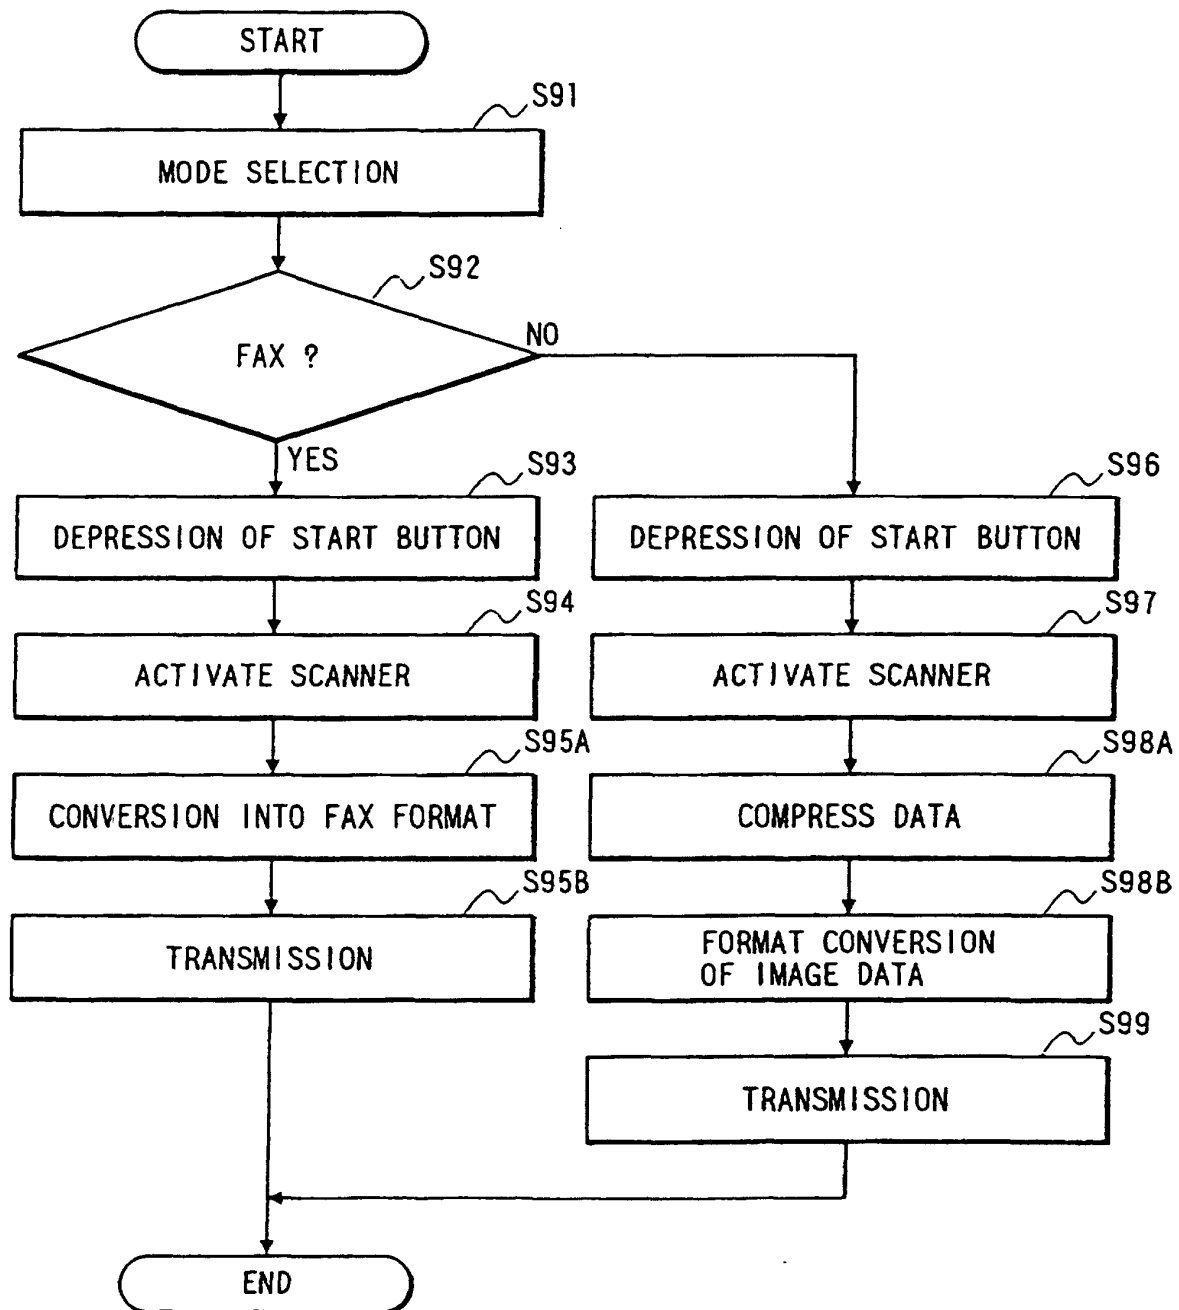 START
S91
MODE SELECTION
S92
FAX ?
NO
YES
S93
DEPRESSION OF START BUTTON
S94
ACTIVATE SCANNER
S95A
CONVERSION INTO FAX FORMAT
S95B
TRANSMISSION
S96
DEPRESSION OF START BUTTON
S97
ACTIVATE SCANNER
S98A
COMPRESS DATA
S98B
FORMAT CONVERSION
OF IMAGE DATA
S99
TRANSMISSION
END